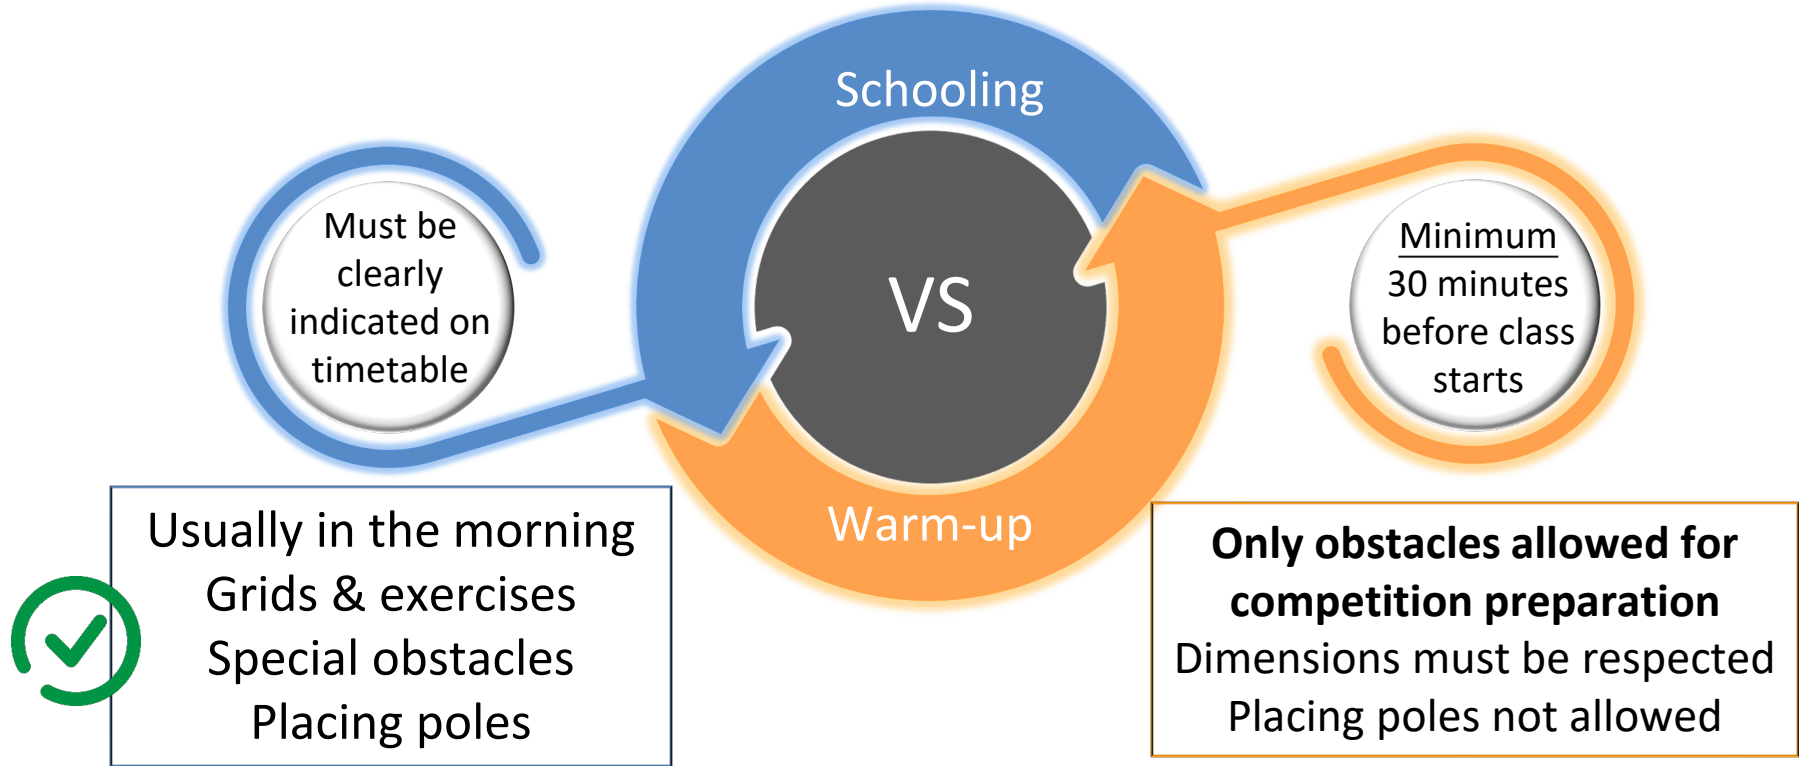 Schooling
Must be
clearly
indicated on
timetable
VS
Minimum
30 minutes
before class
starts
Warm-up
Usually in the morning
Grids & exercises
Special obstacles
Placing poles
Only obstacles allowed for
competition preparation
Dimensions must be respected
Placing poles not allowed